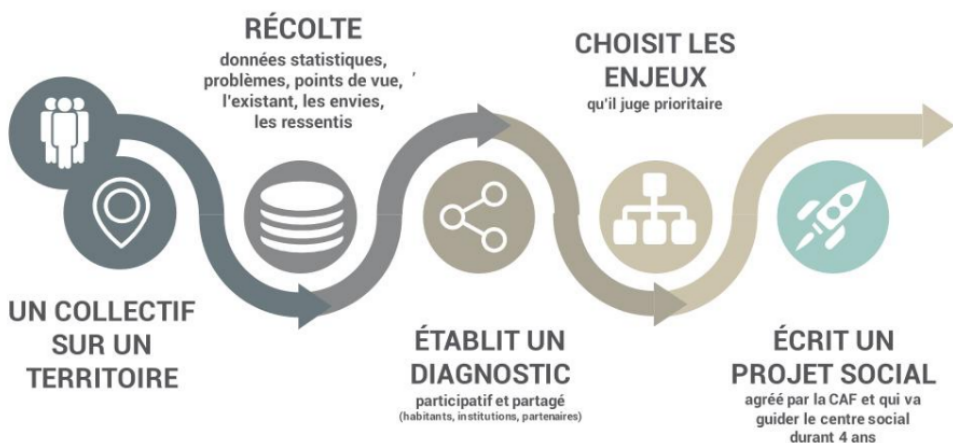 UN COLLECTIF
SUR UN
TERRITOIRE
RÉCOLTE
données statistiques,
problèmes, points de vue, ’
l'existant, les envies,
les ressentis
ÉTABLIT UN
DIAGNOSTIC
participatif et partagé
(habitants, institutions, partenaires)
CHOISIT LES
ENJEUX
qu'il juge prioritaire
ÉCRIT UN
PROJET SOCIAL
agréé par la CAF et qui va
guider le centre social
durant 4 ans